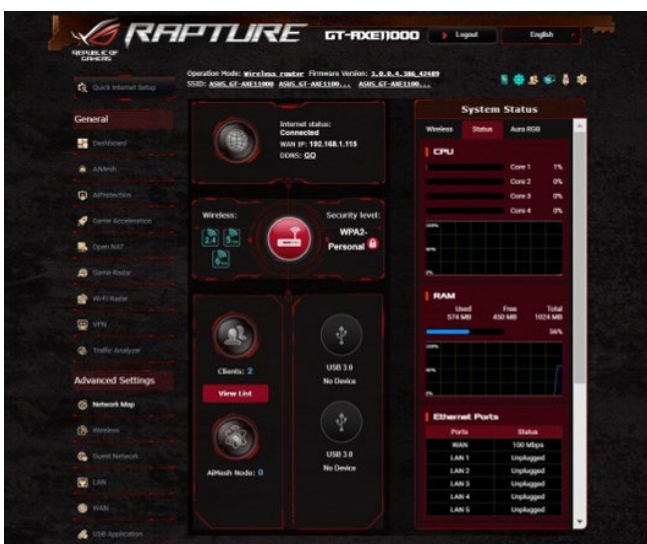 REPUBLIC OF
GAMERS
RAPTURE
GT-AXE11000
Logout
English
Quick Internet Setup
Operation Mode: Wireless router Firmware Version: 3.0.0.4.386_42489
SSID: ASUS_GT-AXE11000 ASUS_GT-AXE1100... ASUS_GT-AXE1100...
General
Dashboard
AiMesh
AiProtection
Game Acceleration
Open NAT
Game Radar
Wi-Fi Radar
VPN
Traffic Analyzer
Advanced Settings
Network Map
Wireless
Guest Network
LAN
WAN
USB Application
Internet status:
Connected
WAN IP: 192.168.1.115
DDNS: GO
Wireless:
2.4
5
6
Security level:
WPA2-
Personal
Clients: 2
View List
AiMesh Node: 0
USB 3.0
No Device
USB 3.0
No Device
System Status
Wireless Status Aura RGB
CPU
Core 1 1%
Core 2 0%
Core 3 0%
Core 4 0%
100%
0%
RAM
Used Free Total
574 MB 450 MB 1024 MB
56%
100%
0%
Ethernet Ports
Ports Status
WAN 100 Mbps
LAN 1 Unplugged
LAN 2 Unplugged
LAN 3 Unplugged
LAN 4 Unplugged
LAN 5 Unplugged